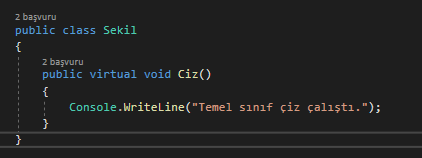 2 başvuru
public class Sekil
{
2 başvuru
public virtual void Ciz()
{
Console.WriteLine("Temel sınıf çiz çalıştı.");
}
}